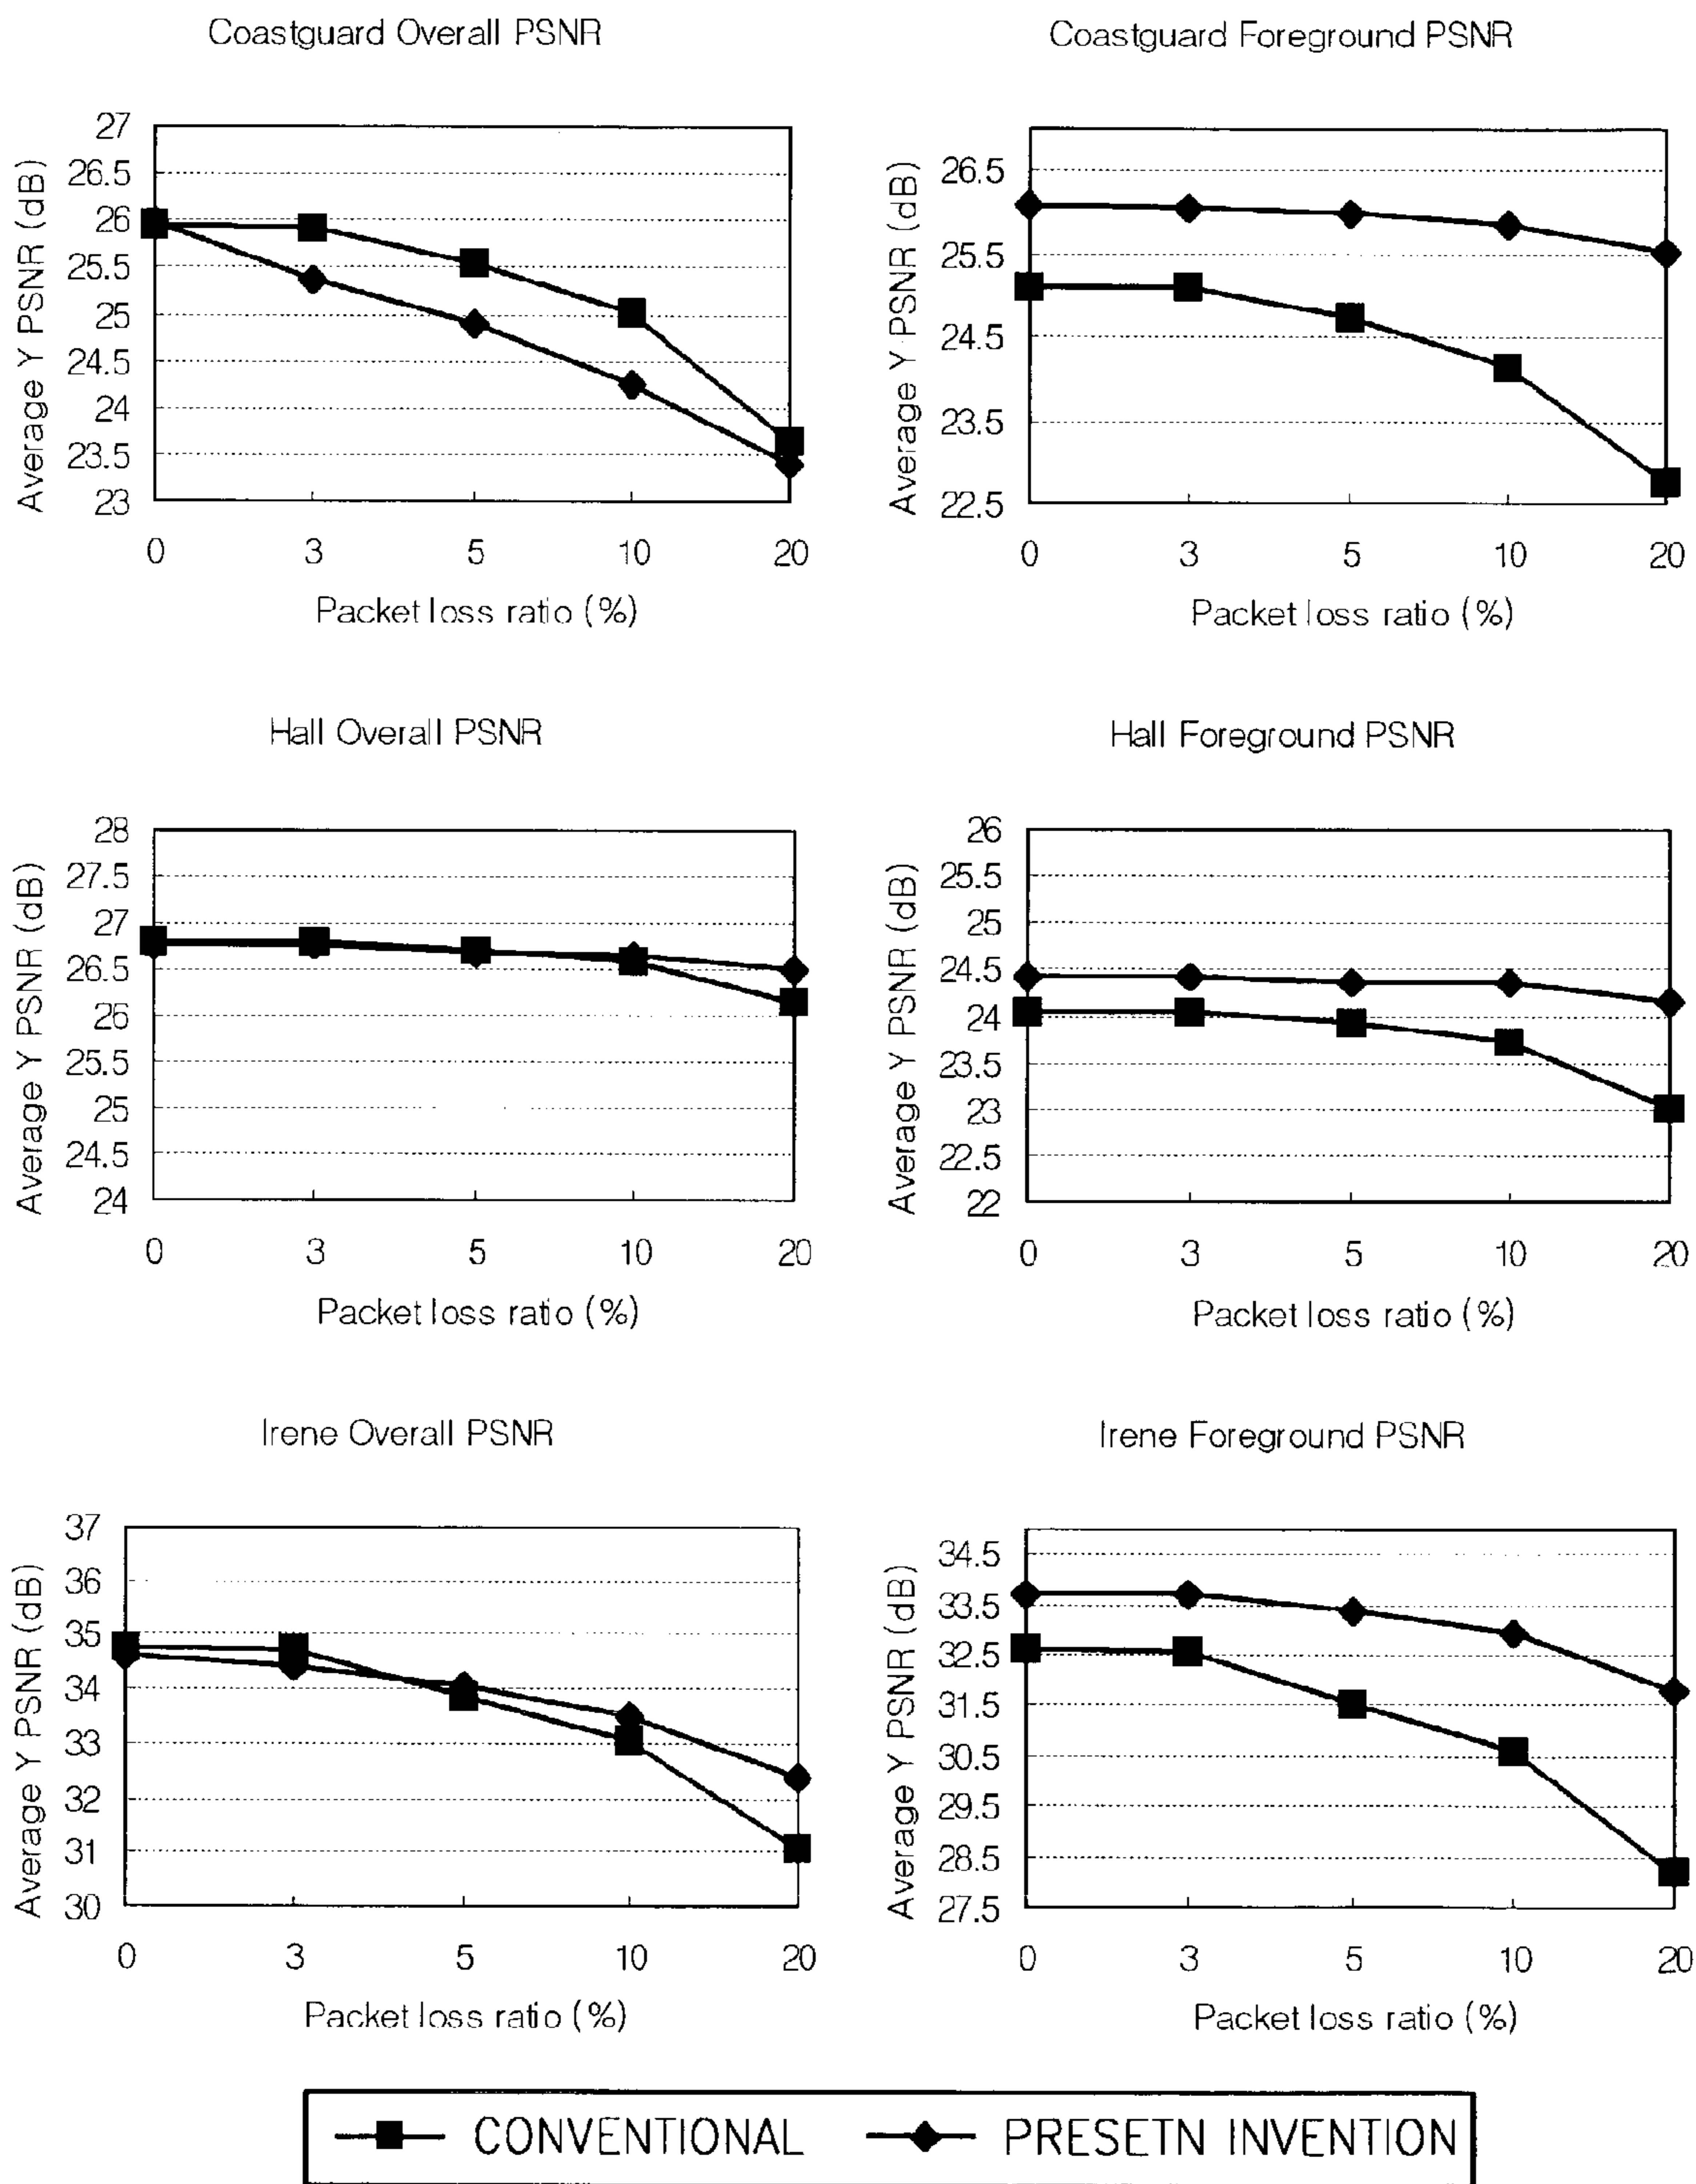 Coastguard Overall PSNR
Average Y PSNR (dB)
27
26.5
26
25.5
25
24.5
24
23.5
23
0 3 5 10 20
Packet loss ratio (%)
Coastguard Foreground PSNR
Average Y PSNR (dB)
26.5
25.5
24.5
23.5
22.5
0 3 5 10 20
Packet loss ratio (%)
Hall Overall PSNR
Average Y PSNR (dB)
28
27.5
27
26.5
26
25.5
25
24.5
24
0 3 5 10 20
Packet loss ratio (%)
Hall Foreground PSNR
Average Y PSNR (dB)
26
25.5
25
24.5
24
23.5
23
22.5
22
0 3 5 10 20
Packet loss ratio (%)
Irene Overall PSNR
Average Y PSNR (dB)
37
36
35
34
33
32
31
30
0 3 5 10 20
Packet loss ratio (%)
Irene Foreground PSNR
Average Y PSNR (dB)
34.5
33.5
32.5
31.5
30.5
29.5
28.5
27.5
0 3 5 10 20
Packet loss ratio (%)
CONVENTIONAL PRESETN INVENTION